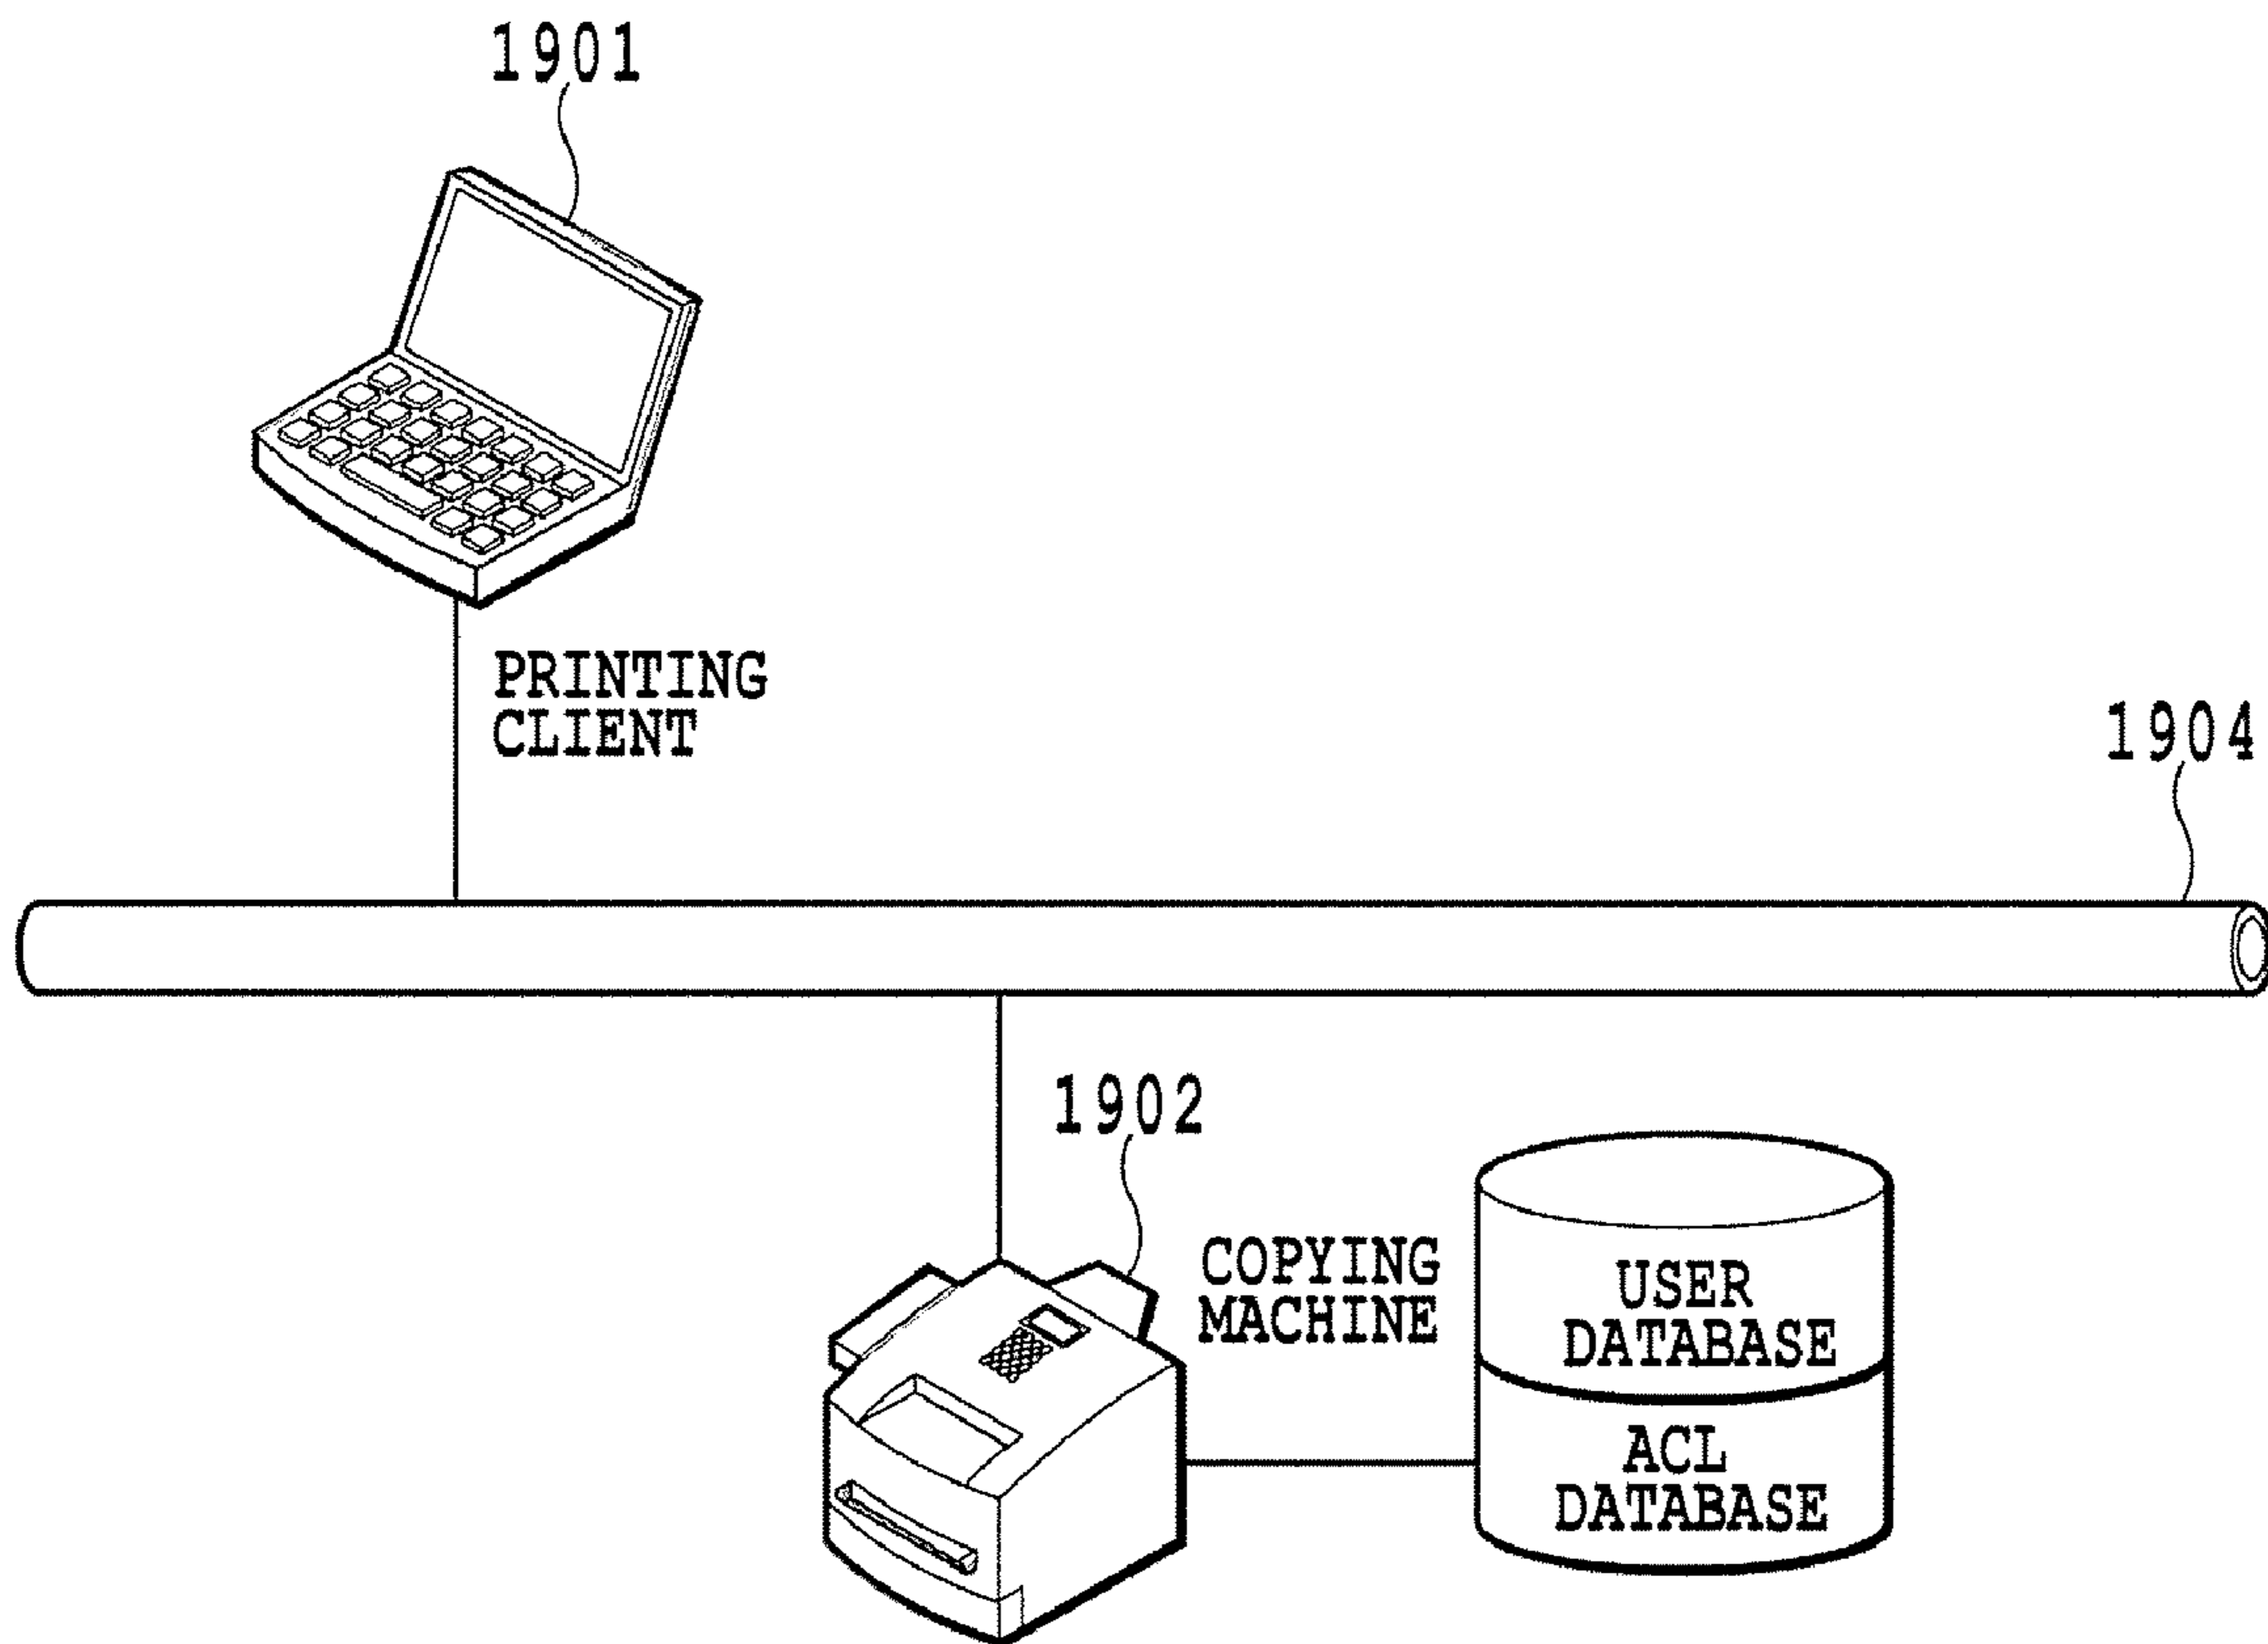 1901
PRINTING
CLIENT
1904
1902
COPYING
MACHINE
USER
DATABASE
ACL
DATABASE